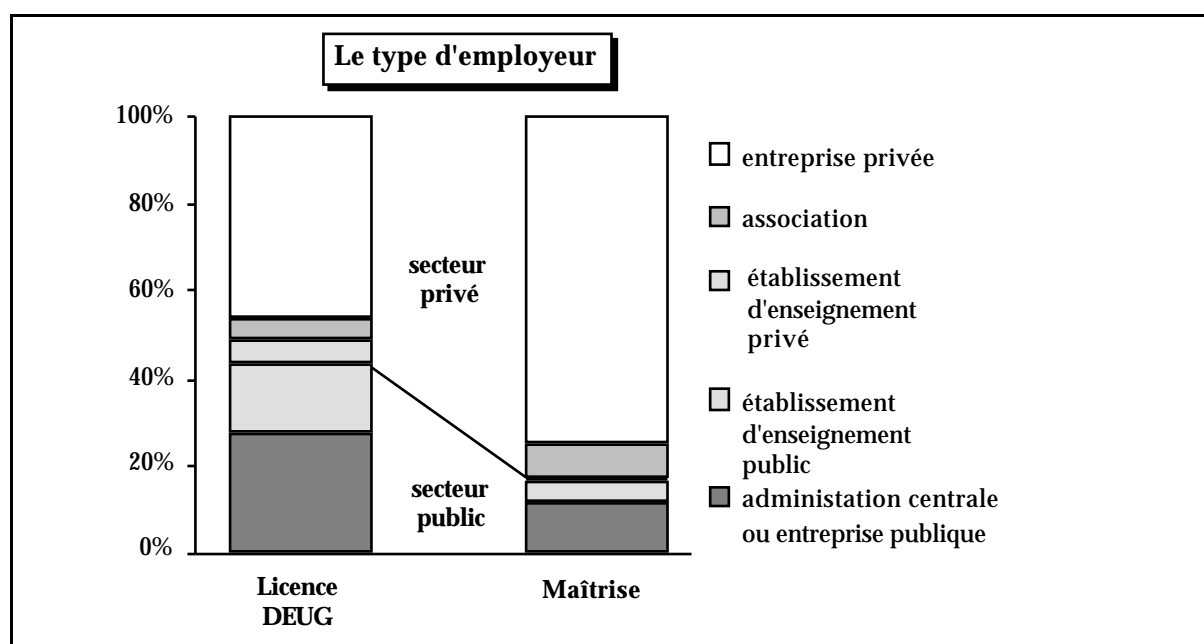 Le type d'employeur
100%
80%
60%
40%
20%
0%
secteur
privé
secteur
public
Licence
DEUG
Maîtrise
entreprise privée
association
établissement
d'enseignement
privé
établissement
d'enseignement
public
administation centrale
ou entreprise publique